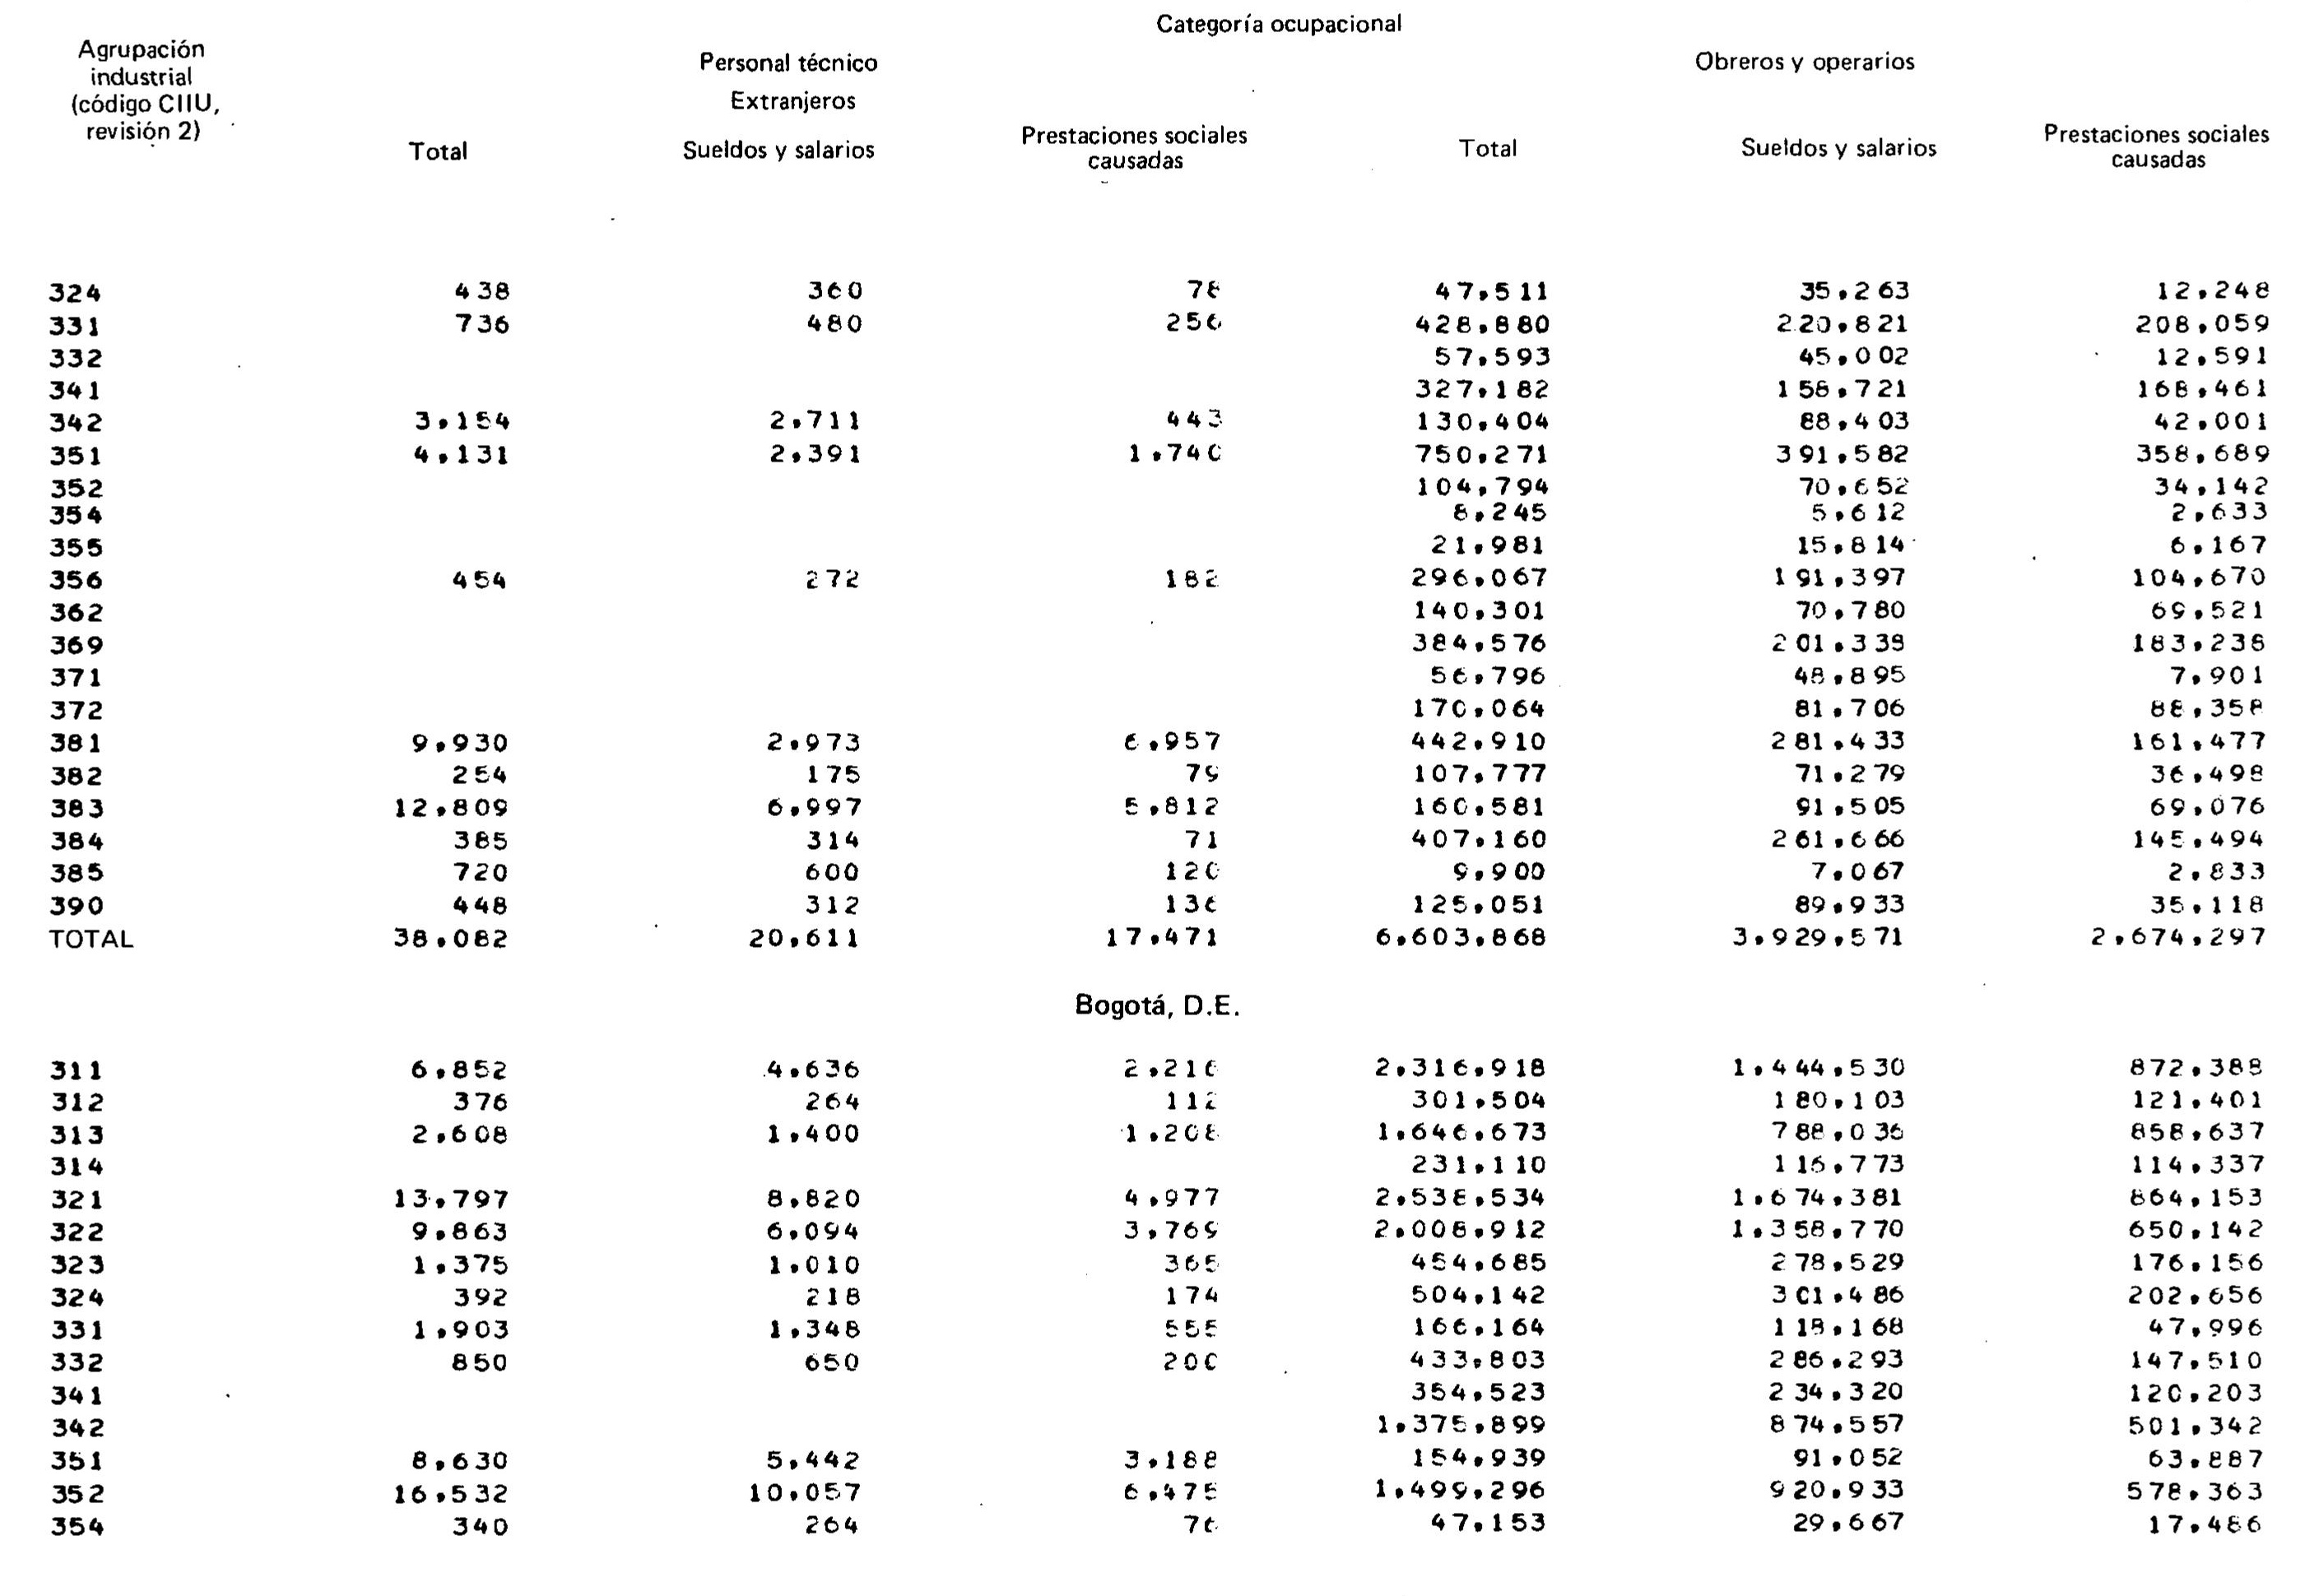 Categoría ocupacional
Agrupación
industrial
(código CIIU,
revisión 2)
Personal técnico
Extranjeros
Obreros y operarios
Total Sueldos y salarios Prestaciones sociales causadas Total Sueldos y salarios Prestaciones sociales causadas
324 438 360 78 47,511 35,263 12,248
331 736 480 256 428,880 220,821 208,059
332 57,593 45,002 12,591
341 327,182 158,721 168,461
342 3,154 2,711 443 130,404 88,403 42,001
351 4,131 2,391 1,740 750,271 391,582 358,689
352 104,794 70,652 34,142
354 8,245 5,612 2,633
355 21,981 15,814 6,167
356 454 272 182 296,067 191,397 104,670
362 140,301 70,780 69,521
369 384,576 201,338 183,238
371 56,796 48,895 7,901
372 170,064 81,706 88,358
381 9,930 2,973 6,957 442,910 281,433 161,477
382 254 175 79 107,777 71,279 36,498
383 12,809 6,997 5,812 160,581 91,505 69,076
384 385 314 71 407,160 261,666 145,494
385 720 600 120 9,900 7,067 2,833
390 448 312 136 125,051 89,933 35,118
TOTAL 38,082 20,611 17,471 6,603,868 3,929,571 2,674,297
Bogotá, D.E.
311 6,852 4,636 2,216 2,316,918 1,444,530 872,388
312 376 264 112 301,504 180,103 121,401
313 2,608 1,400 1,208 1,646,673 788,036 858,637
314 231,110 116,773 114,337
321 13,797 8,820 4,977 2,538,534 1,674,381 864,153
322 9,863 6,094 3,769 2,008,912 1,358,770 650,142
323 1,375 1,010 365 454,685 278,529 176,156
324 392 218 174 504,142 301,486 202,656
331 1,903 1,348 555 166,164 118,168 47,996
332 850 650 200 433,803 286,293 147,510
341 354,523 234,320 120,203
342 1,375,899 874,557 501,342
351 8,630 5,442 3,188 154,939 91,052 63,887
352 16,532 10,057 6,475 1,499,296 920,933 578,363
354 340 264 76 47,153 29,667 17,486